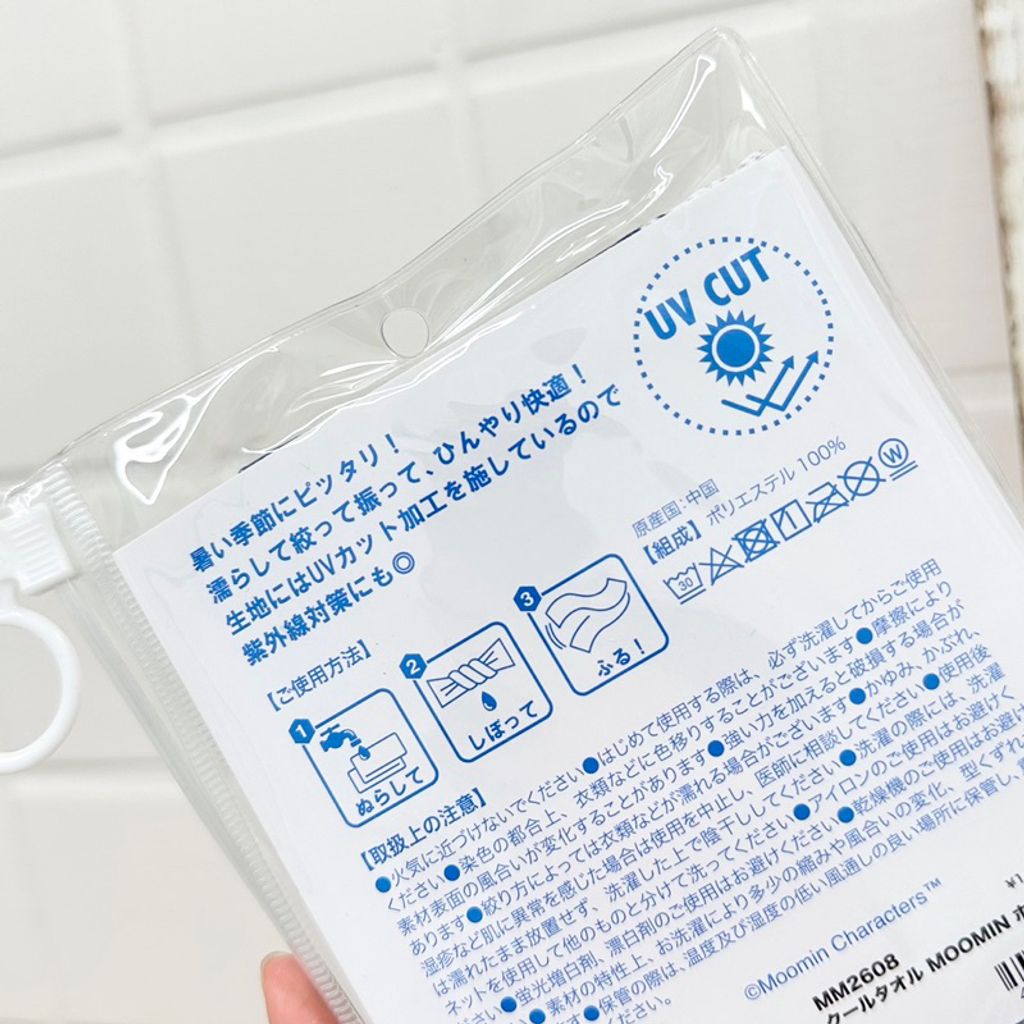 UV CUT
暑い季節にピッタリ！
濡らして絞って振って、ひんやり快適！
生地にはUVカット加工を施しているので
紫外線対策にも◎
原産国：中国
【組成】ポリエステル 100%
30
W
【ご使用方法】
1
ぬらして
2
しぼって
3
ふる！
【取扱上の注意】
●火気に近づけないでください●はじめて使用する際は、必ず洗濯してからご使用
ください●染色の都合上、衣類などに色移りすることがございます●摩擦により
素材表面の風合いが変化することがあります●強い力を加えると破損する場合が
あります●絞り方によっては衣類などが濡れる場合がございます●かゆみ、かぶれ、
湿疹など肌に異常を感じた場合は使用を中止し、医師に相談してください●使用後
は濡れたまま放置せず、洗濯した上で陰干ししてください●洗濯の際には、洗濯
ネットを使用して他のものと分けて洗ってください●アイロンのご使用はお避けく
ださい●蛍光増白剤、漂白剤のご使用はお避けください●乾燥機のご使用はお避け
●素材の特性上、お洗濯により多少の縮みや風合いの変化、型くずれ
●保管の際は、温度及び湿度の低い風通しの良い場所に保管し、
ください。
©Moomin Characters™
MM2608
クールタオル MOOMIN